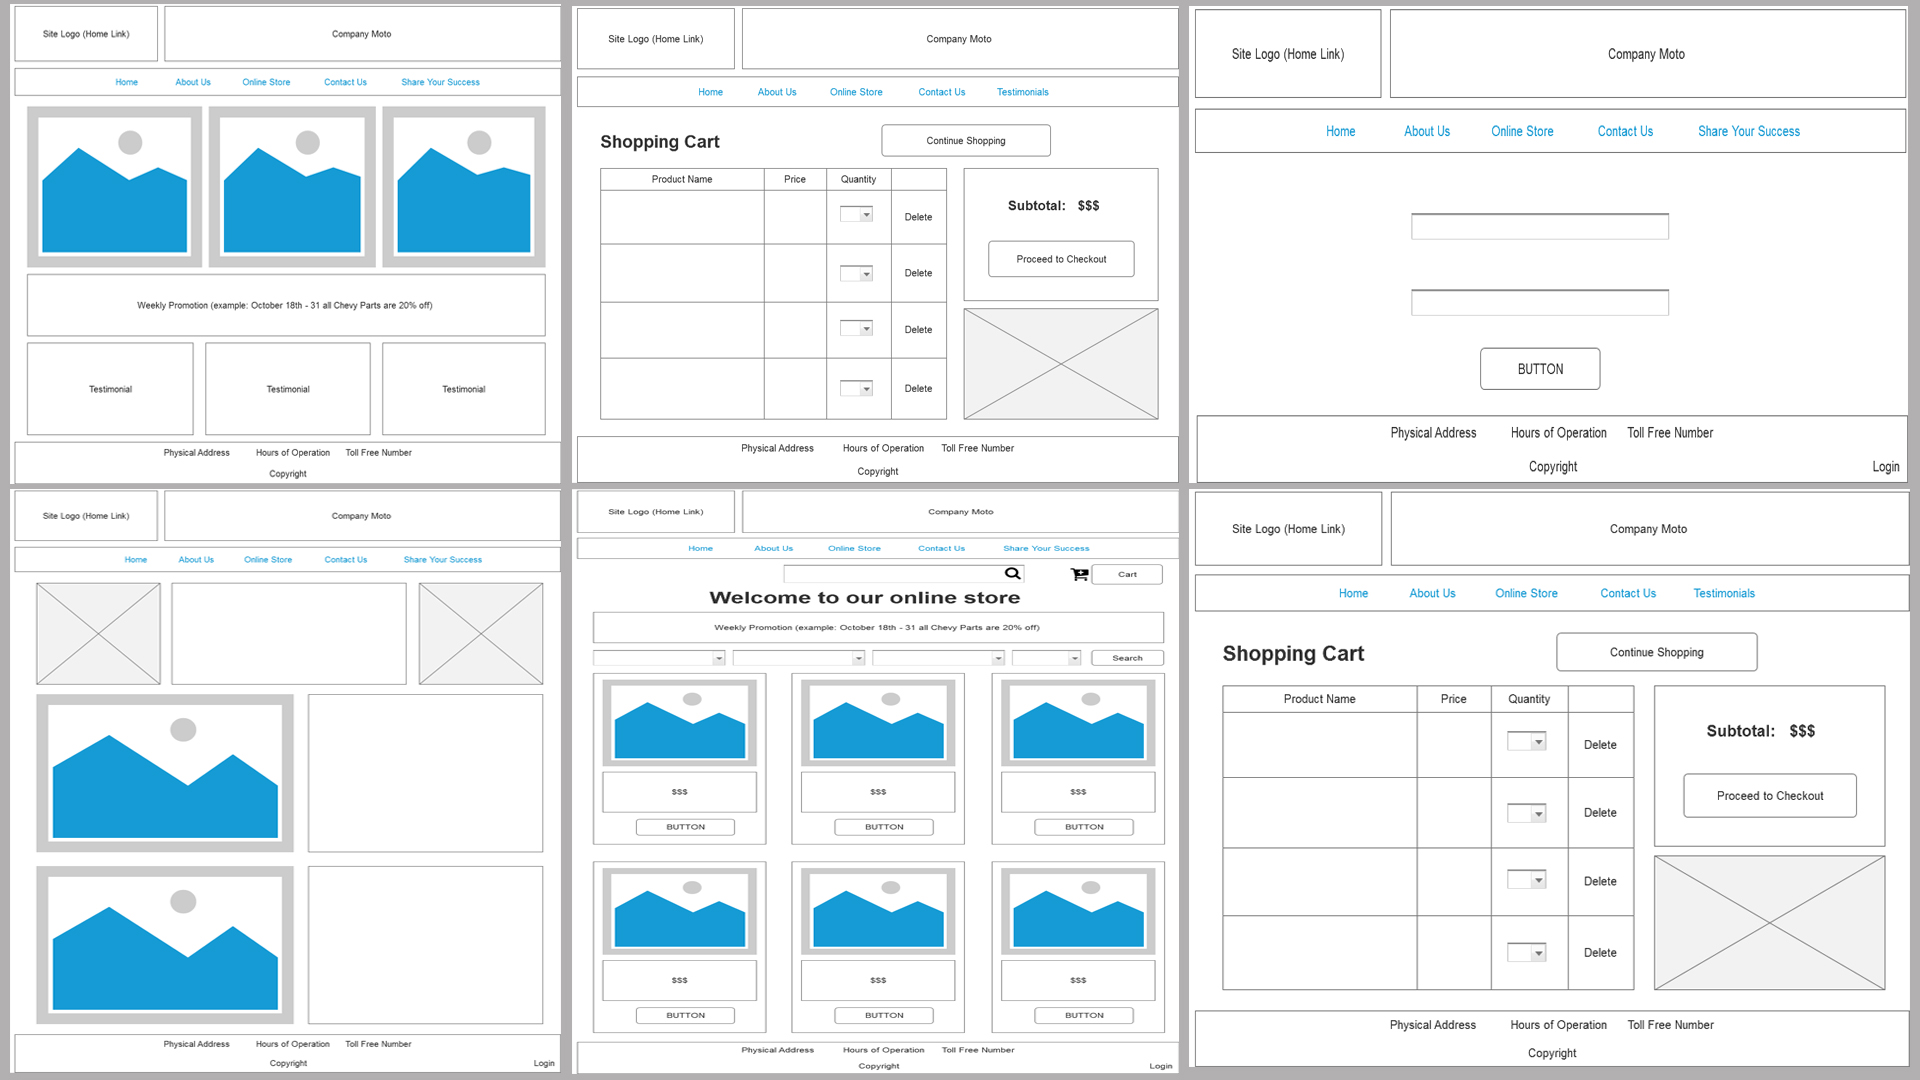 Site Logo (Home Link)
Company Moto
Home About Us Online Store Contact Us Share Your Success
Weekly Promotion (example: October 18th - 31 all Chevy Parts are 20% off)
Testimonial Testimonial Testimonial
Physical Address Hours of Operation Toll Free Number
Copyright
Site Logo (Home Link)
Company Moto
Home About Us Online Store Contact Us Testimonials
Shopping Cart
Continue Shopping
Product Name Price Quantity
Delete
Delete
Delete
Delete
Subtotal: $$$
Proceed to Checkout
Physical Address Hours of Operation Toll Free Number
Copyright
Site Logo (Home Link)
Company Moto
Home About Us Online Store Contact Us Share Your Success
BUTTON
Physical Address Hours of Operation Toll Free Number
Copyright
Login
Site Logo (Home Link)
Company Moto
Home About Us Online Store Contact Us Share Your Success
Physical Address Hours of Operation Toll Free Number
Copyright
Login
Site Logo (Home Link)
Company Moto
Home About Us Online Store Contact Us Share Your Success
Cart
Welcome to our online store
Weekly Promotion (example: October 18th - 31 all Chevy Parts are 20% off)
Search
$$$ $$$ $$$
BUTTON BUTTON BUTTON
$$$ $$$ $$$
BUTTON BUTTON BUTTON
Physical Address Hours of Operation Toll Free Number
Copyright
Login
Site Logo (Home Link)
Company Moto
Home About Us Online Store Contact Us Testimonials
Shopping Cart
Continue Shopping
Product Name Price Quantity
Delete
Delete
Delete
Delete
Subtotal: $$$
Proceed to Checkout
Physical Address Hours of Operation Toll Free Number
Copyright